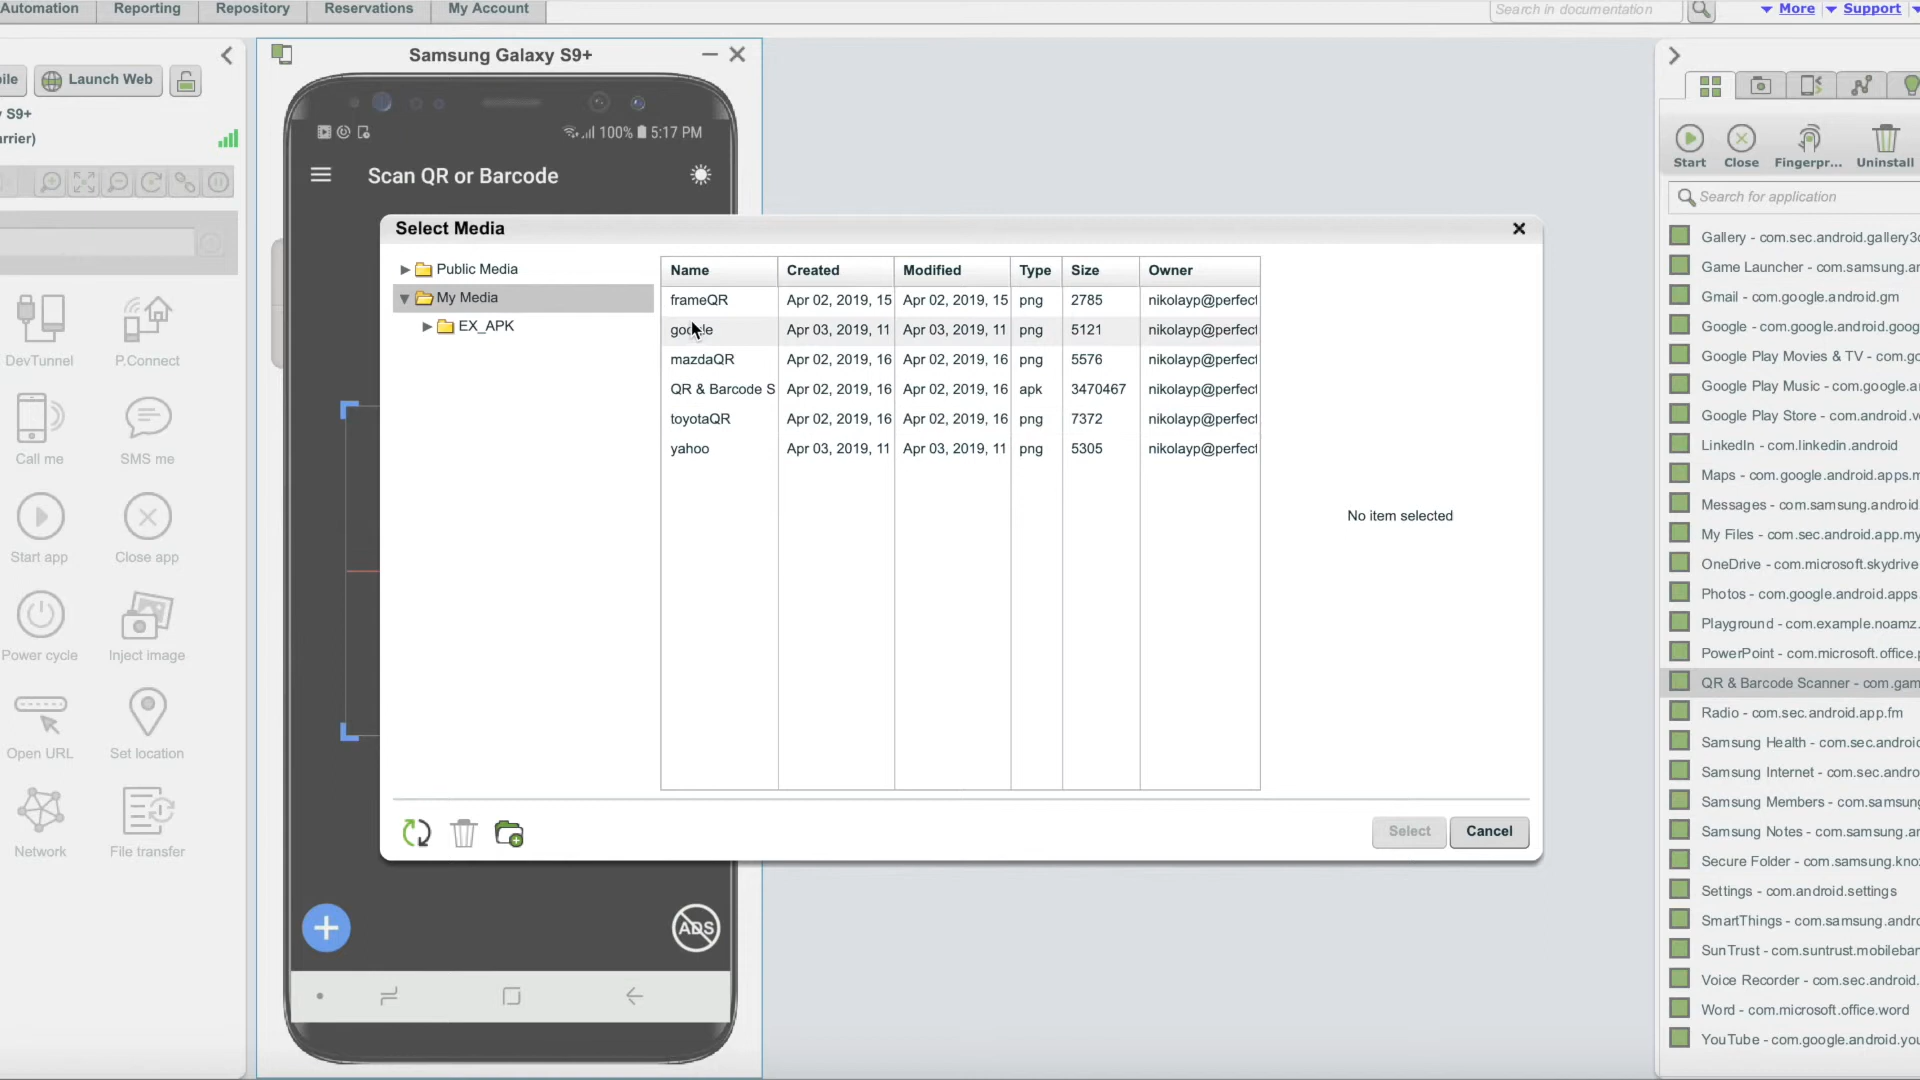 Automation
Reporting
Repository
Reservations
My Account
Search in documentation
More
Support
Launch Web
y S9+
arrier)
DevTunnel
P.Connect
Call me
SMS me
Start app
Close app
Power cycle
Inject image
Open URL
Set location
Network
File transfer
Samsung Galaxy S9+
100% 5:17 PM
Scan QR or Barcode
ADS
Select Media
Public Media
My Media
EX_APK
Name Created Modified Type Size Owner
frameQR Apr 02, 2019, 15 Apr 02, 2019, 15 png 2785 nikolayp@perfect
google Apr 03, 2019, 11 Apr 03, 2019, 11 png 5121 nikolayp@perfect
mazdaQR Apr 02, 2019, 16 Apr 02, 2019, 16 png 5576 nikolayp@perfect
QR & Barcode S Apr 02, 2019, 16 Apr 02, 2019, 16 apk 3470467 nikolayp@perfect
toyotaQR Apr 02, 2019, 16 Apr 02, 2019, 16 png 7372 nikolayp@perfect
yahoo Apr 03, 2019, 11 Apr 03, 2019, 11 png 5305 nikolayp@perfect
No item selected
Select
Cancel
Start
Close
Fingerpr...
Uninstall
Search for application
Gallery - com.sec.android.gallery3
Game Launcher - com.samsung.an
Gmail - com.google.android.gm
Google - com.google.android.goog
Google Play Movies & TV - com.go
Google Play Music - com.google.a
Google Play Store - com.android.ve
LinkedIn - com.linkedin.android
Maps - com.google.android.apps.m
Messages - com.samsung.android.
My Files - com.sec.android.app.my
OneDrive - com.microsoft.skydrive
Photos - com.google.android.apps
Playground - com.example.noamz.
PowerPoint - com.microsoft.office.p
QR & Barcode Scanner - com.gam
Radio - com.sec.android.app.fm
Samsung Health - com.sec.android
Samsung Internet - com.sec.andro
Samsung Members - com.samsung
Samsung Notes - com.samsung.an
Secure Folder - com.samsung.knox
Settings - com.android.settings
SmartThings - com.samsung.andro
SunTrust - com.suntrust.mobileban
Voice Recorder - com.sec.android.
Word - com.microsoft.office.word
YouTube - com.google.android.you